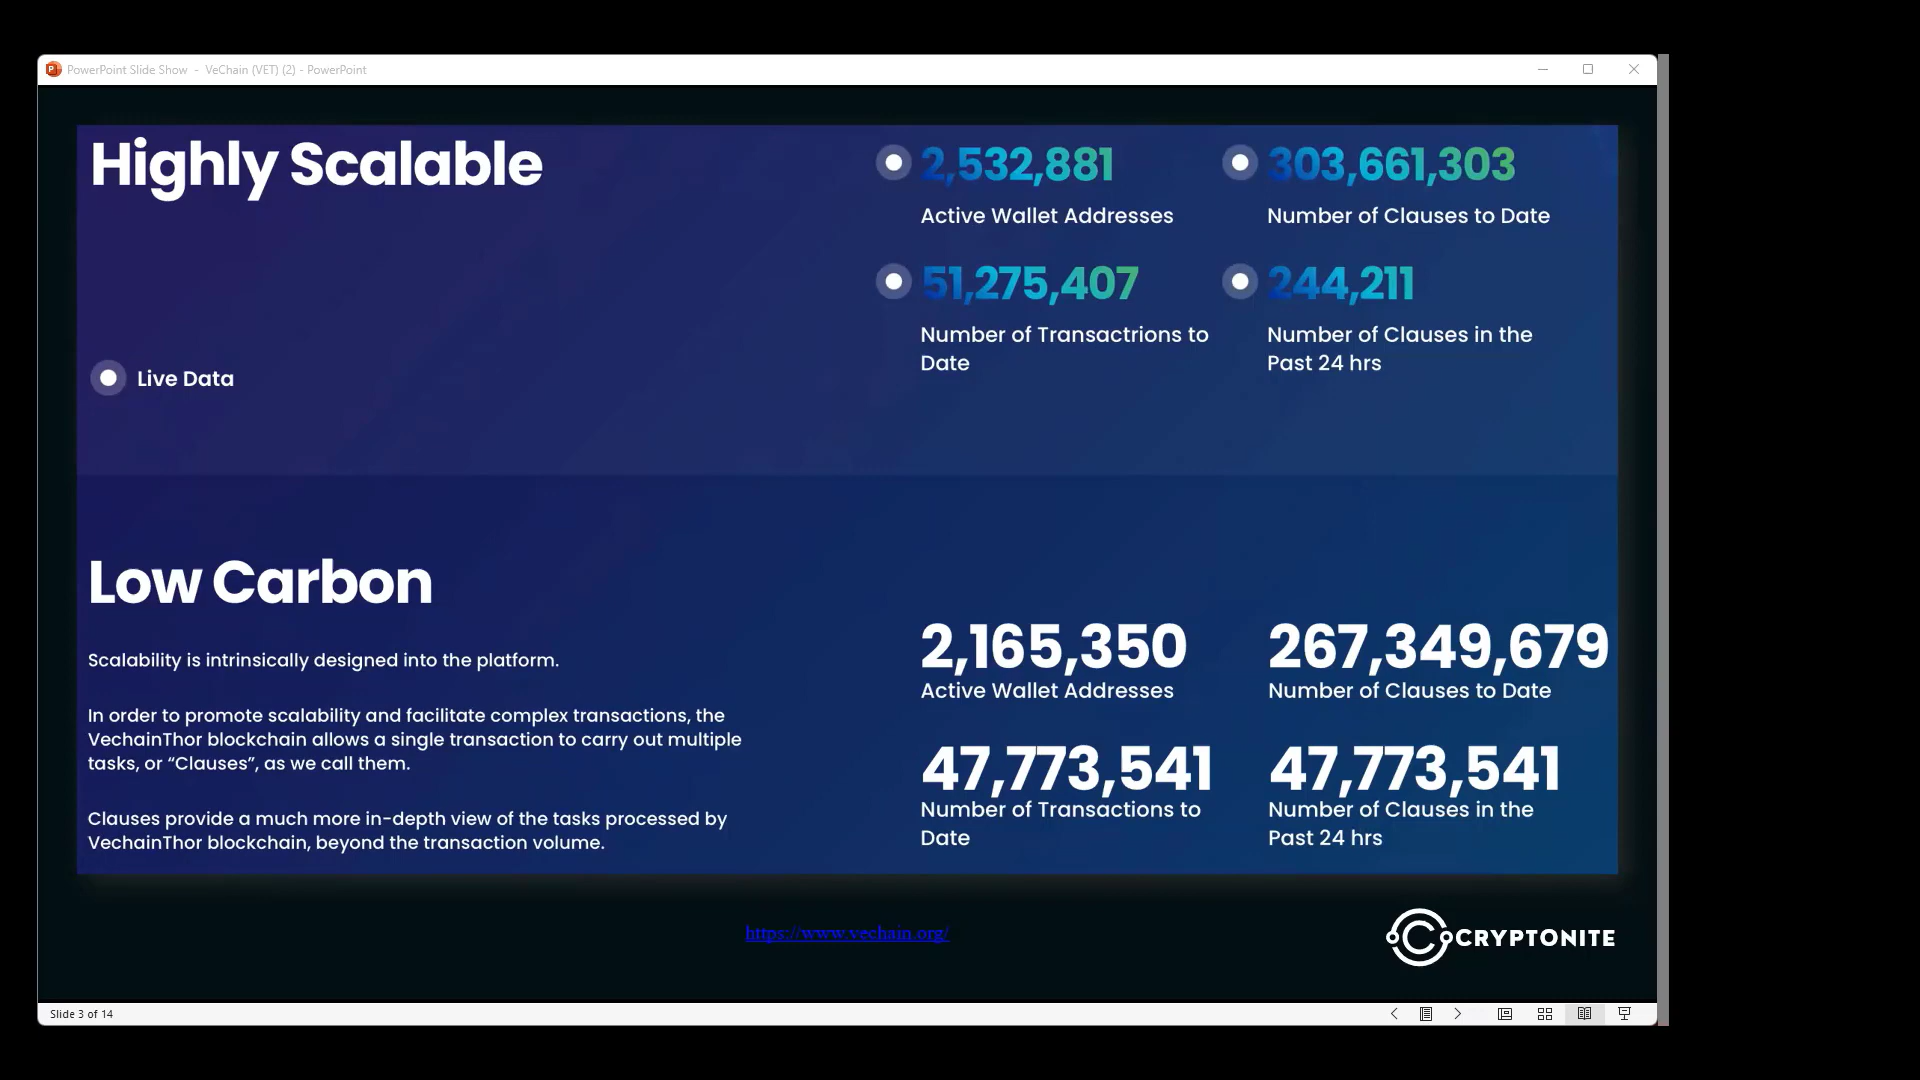 PowerPoint Slide Show - VeChain (VET) (2) - PowerPoint
Highly Scalable
Live Data
2,532,881
Active Wallet Addresses
303,661,303
Number of Clauses to Date
51,275,407
Number of Transactrions to
Date
244,211
Number of Clauses in the
Past 24 hrs
Low Carbon
Scalability is intrinsically designed into the platform.
In order to promote scalability and facilitate complex transactions, the
VechainThor blockchain allows a single transaction to carry out multiple
tasks, or “Clauses”, as we call them.
Clauses provide a much more in-depth view of the tasks processed by
VechainThor blockchain, beyond the transaction volume.
2,165,350
Active Wallet Addresses
267,349,679
Number of Clauses to Date
47,773,541
Number of Transactions to
Date
47,773,541
Number of Clauses in the
Past 24 hrs
https://www.vechain.org/
CRYPTONITE
Slide 3 of 14